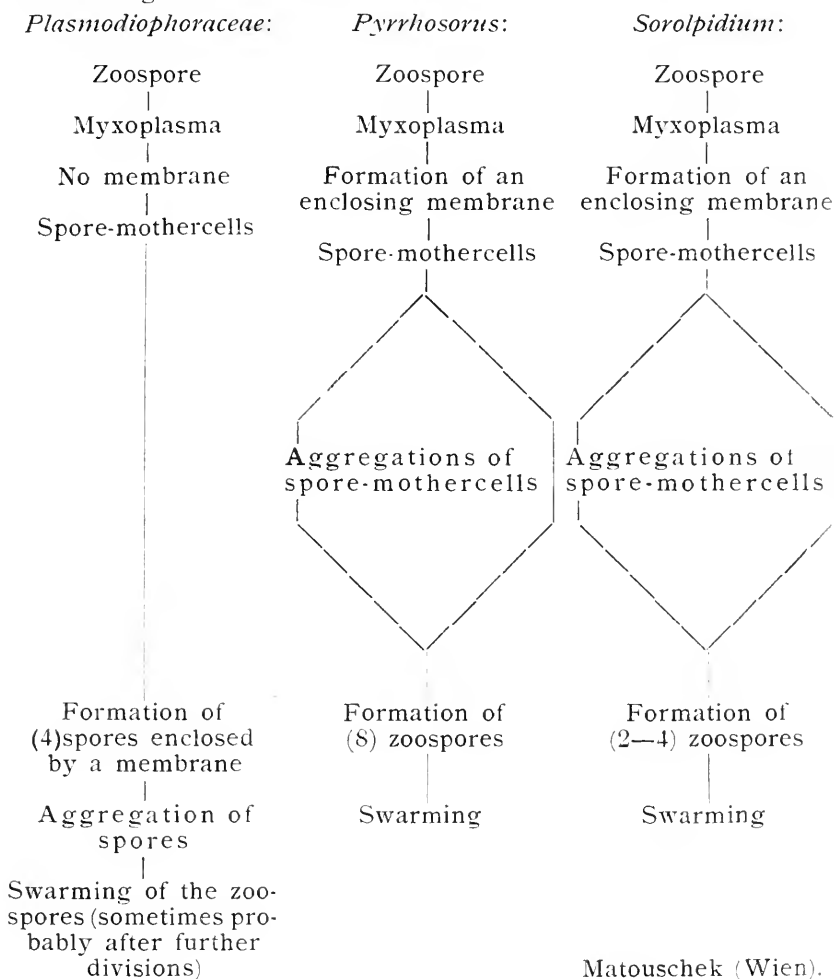 Plasmodiophoraceae:
Zoospore
Myxoplasma
No membrane
Spore-mothercells
Formation of
(4)spores enclosed
by a membrane
Aggregation of
spores
Swarming of the zoo-
spores (sometimes pro-
bably after further
divisions)
Pyrrhosorus:
Zoospore
Myxoplasma
Formation of an
enclosing membrane
Spore-mothercells
Aggregations of
spore-mothercells
Formation of
(8) zoospores
Swarming
Sorolpidium:
Zoospore
Myxoplasma
Formation of an
enclosing membrane
Spore-mothercells
Aggregations of
spore-mothercells
Formation of
(2—4) zoospores
Swarming
Matouschek (Wien).